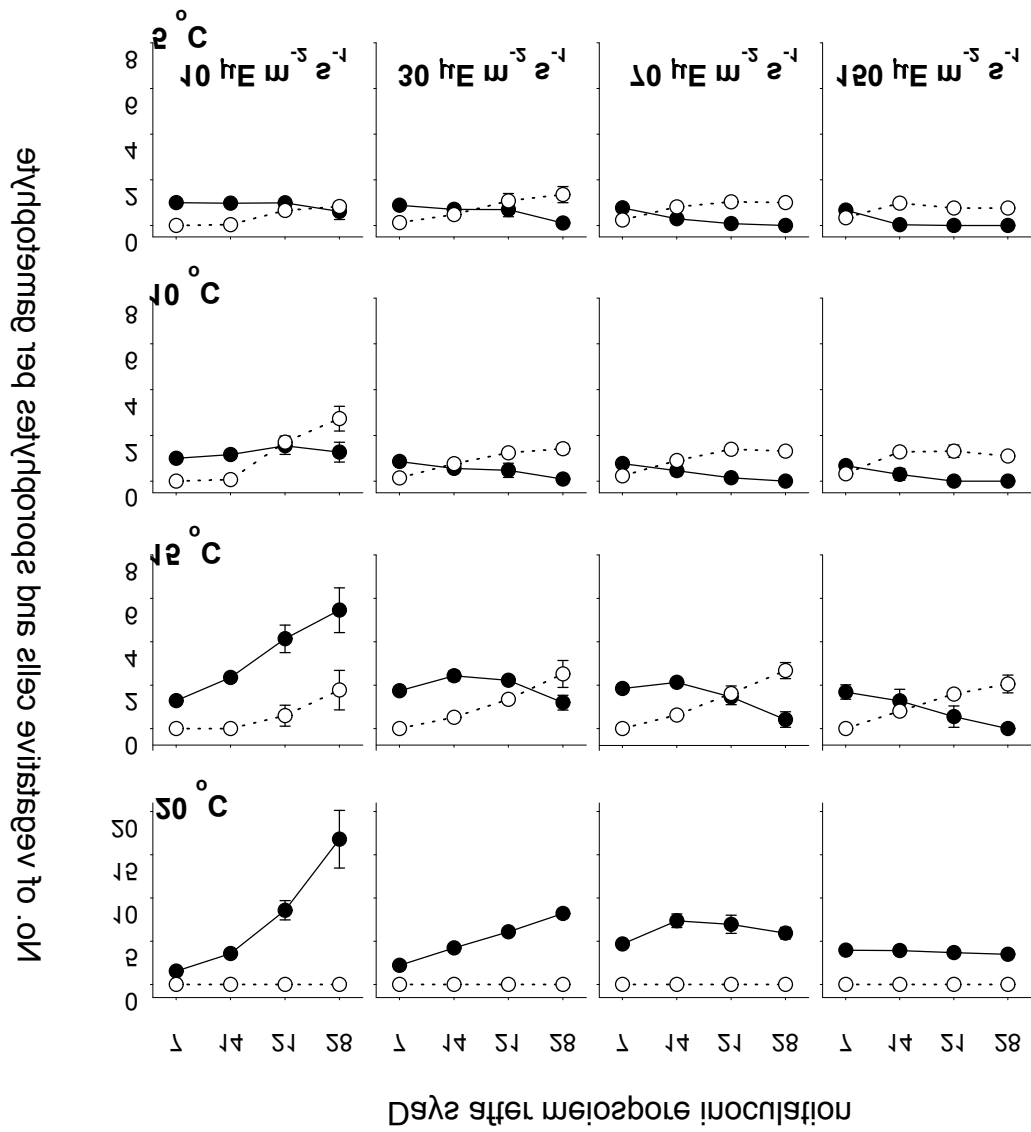 5 °C
10 µE m-2 s-1
30 µE m-2 s-1
70 µE m-2 s-1
150 µE m-2 s-1
8
6
4
2
0
10 °C
8
6
4
2
0
15 °C
8
6
4
2
0
20 °C
20
15
10
5
0
7 14 21 28 7 14 21 28 7 14 21 28 7 14 21 28
Days after meiospore inoculation
No. of vegatative cells and sporophytes per gametophyte